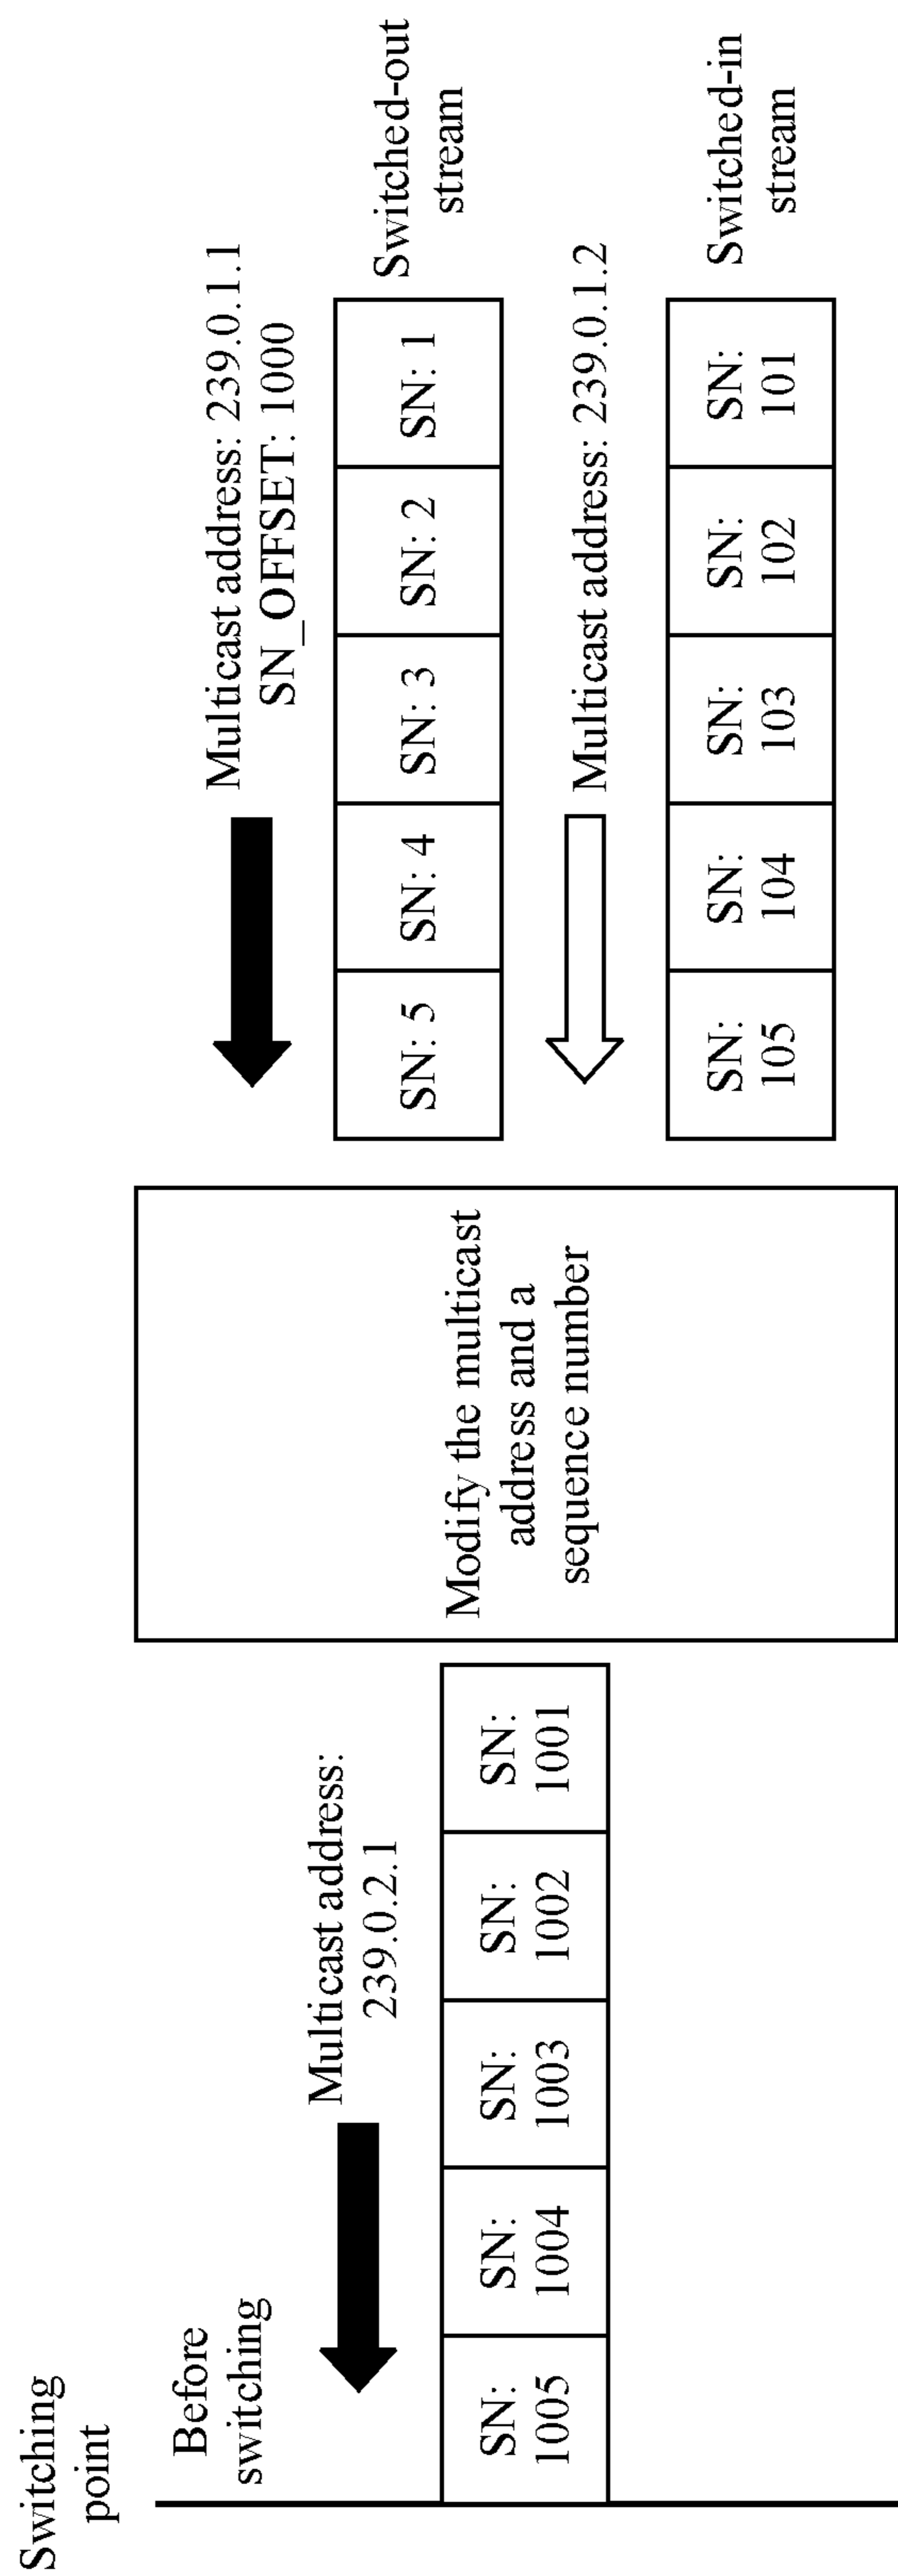 Switching
point
Before
switching
Multicast address:
239.0.2.1
SN:
1005
SN:
1004
SN:
1003
SN:
1002
SN:
1001
Modify the multicast
address and a
sequence number
Multicast address: 239.0.1.1
SN_OFFSET: 1000
SN: 5
SN: 4
SN: 3
SN: 2
SN: 1
Switched-out
stream
Multicast address: 239.0.1.2
SN:
105
SN:
104
SN:
103
SN:
102
SN:
101
Switched-in
stream